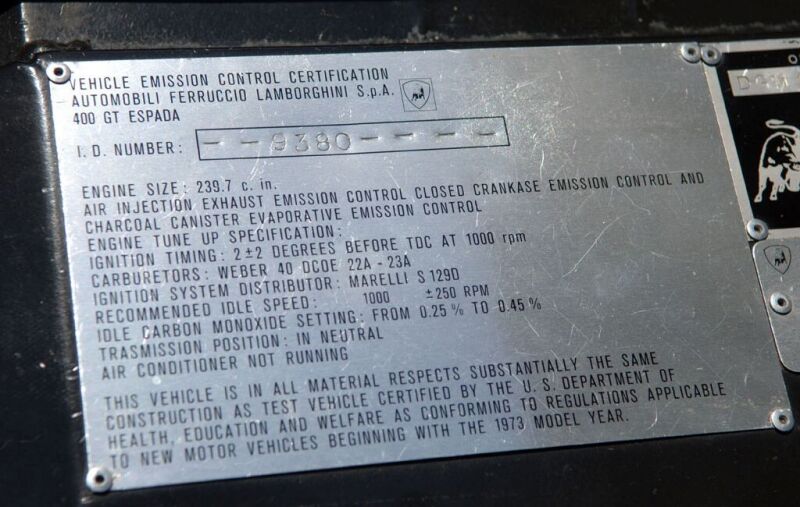 VEHICLE EMISSION CONTROL CERTIFICATION
AUTOMOBILI FERRUCCIO LAMBORGHINI S.p.A.
400 GT ESPADA
I.D. NUMBER: --9380----
ENGINE SIZE: 239.7 c. in.
AIR INJECTION EXHAUST EMISSION CONTROL CLOSED CRANKASE EMISSION CONTROL AND
CHARCOAL CANISTER EVAPORATIVE EMISSION CONTROL
ENGINE TUNE UP SPECIFICATION:
IGNITION TIMING: 2±2 DEGREES BEFORE TDC AT 1000 rpm
CARBURETORS: WEBER 40 DCOE 22A - 23A
IGNITION SYSTEM DISTRIBUTOR: MARELLI S129D
RECOMMENDED IDLE SPEED: 1000 ±250 RPM
IDLE CARBON MONOXIDE SETTING: FROM 0.25% TO 0.45%
TRASMISSION POSITION: IN NEUTRAL
AIR CONDITIONER NOT RUNNING
THIS VEHICLE IS IN ALL MATERIAL RESPECTS SUBSTANTIALLY THE SAME
CONSTRUCTION AS TEST VEHICLE CERTIFIED BY THE U.S. DEPARTMENT OF
HEALTH, EDUCATION AND WELFARE AS CONFORMING TO REGULATIONS APPLICABLE
TO NEW MOTOR VEHICLES BEGINNING WITH THE 1973 MODEL YEAR.